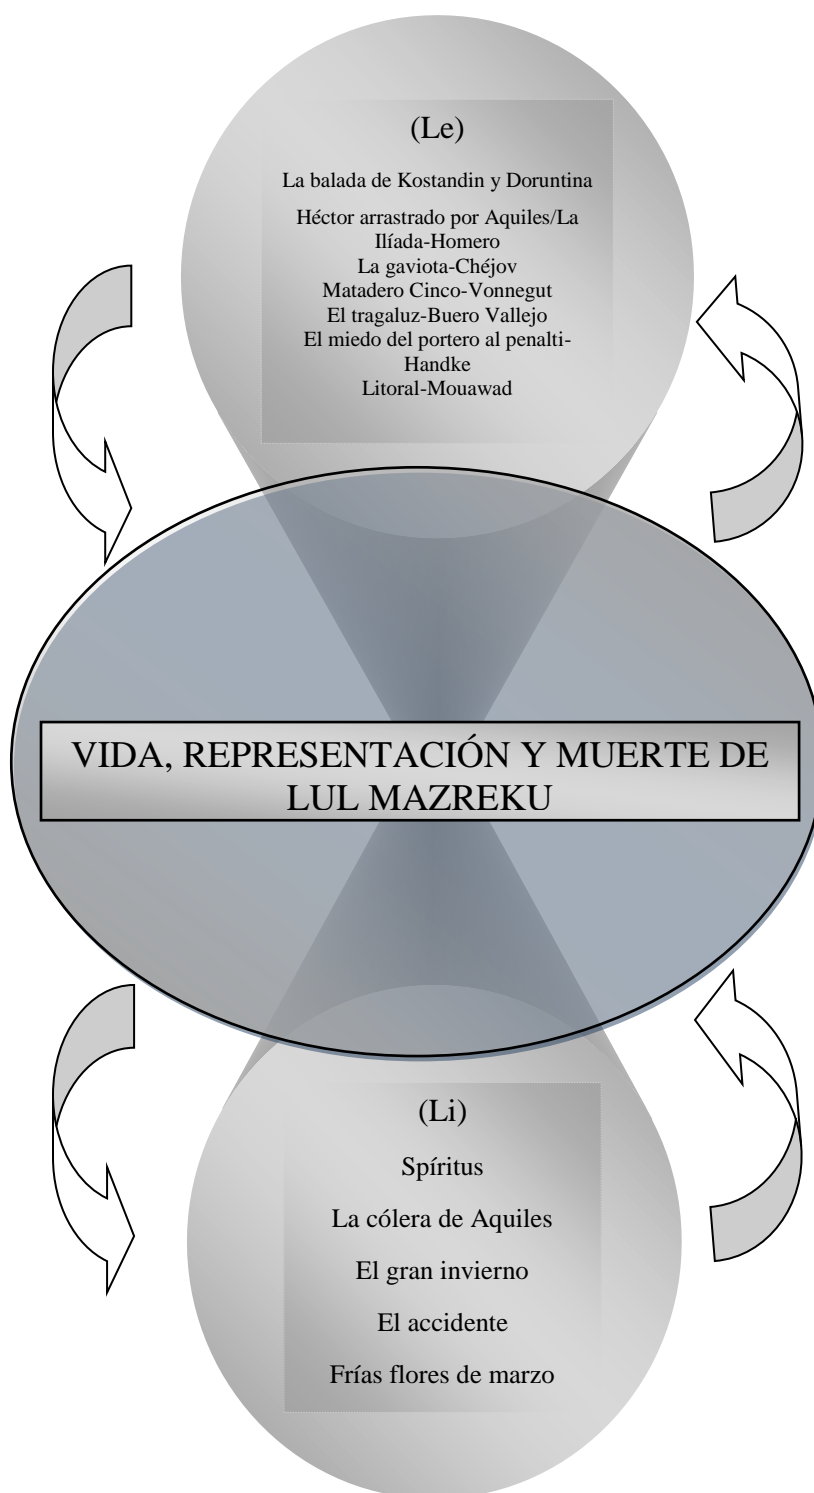 (Le)
La balada de Kostandin y Doruntina
Héctor arrastrado por Aquiles/La
Ilíada-Homero
La gaviota-Chéjov
Matadero Cinco-Vonnegut
El tragaluz-Buero Vallejo
El miedo del portero al penalti-
Handke
Litoral-Mouawad
VIDA, REPRESENTACIÓN Y MUERTE DE
LUL MAZREKU
(Li)
Spíritus
La cólera de Aquiles
El gran invierno
El accidente
Frías flores de marzo